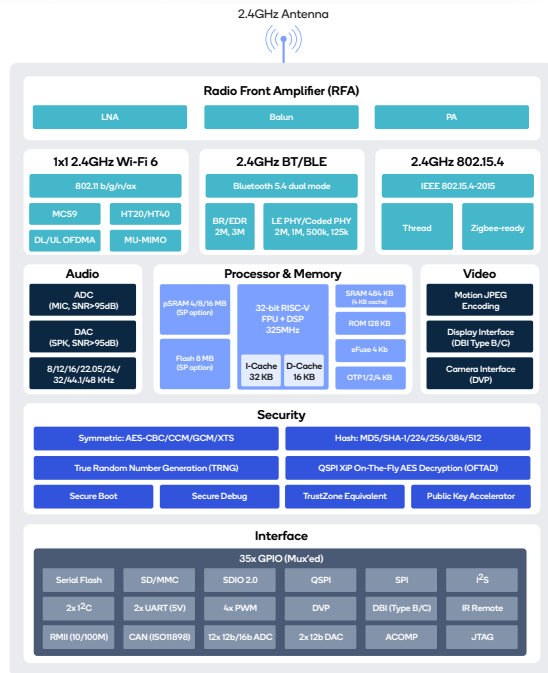 2.4GHz Antenna
Radio Front Amplifier (RFA)
LNA
Balun
PA
1x1 2.4GHz Wi-Fi 6
802.11 b/g/n/ax
MCS9
HT20/HT40
DL/UL OFDMA
MU-MIMO
2.4GHz BT/BLE
Bluetooth 5.4 dual mode
BR/EDR
2M, 3M
LE PHY/Coded PHY
2M, 1M, 500k, 125k
2.4GHz 802.15.4
IEEE 802.15.4-2015
Thread
Zigbee-ready
Audio
ADC
(MIC, SNR>95dB)
DAC
(SPK, SNR>95dB)
8/12/16/22.05/24/
32/44.1/48 KHz
Processor & Memory
pSRAM 4/8/16 MB
(SP option)
Flash 8 MB
(SP option)
32-bit RISC-V
FPU + DSP
325MHz
I-Cache
32 KB
D-Cache
16 KB
SRAM 484 KB
(4 KB cache)
ROM 128 KB
eFuse 4 Kb
OTP 1/2/4 KB
Video
Motion JPEG
Encoding
Display Interface
(DBI Type B/C)
Camera Interface
(DVP)
Security
Symmetric: AES-CBC/CCM/GCM/XTS
Hash: MD5/SHA-1/224/256/384/512
True Random Number Generation (TRNG)
QSPI XiP On-The-Fly AES Decryption (OFTAD)
Secure Boot
Secure Debug
TrustZone Equivalent
Public Key Accelerator
Interface
35x GPIO (Mux'ed)
Serial Flash
SD/MMC
SDIO 2.0
QSPI
SPI
I²S
2x I²C
2x UART (5V)
4x PWM
DVP
DBI (Type B/C)
IR Remote
RMII (10/100M)
CAN (ISO11898)
12x 12b/16b ADC
2x 12b DAC
ACOMP
JTAG